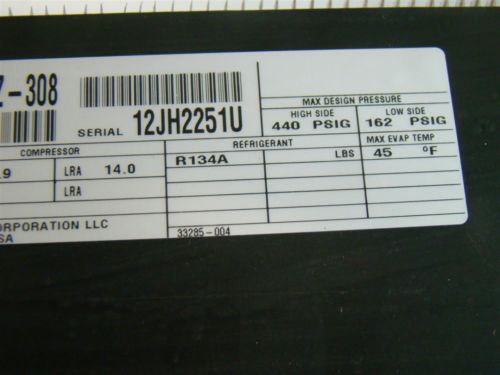 Z-308
SERIAL 12JH2251U
MAX DESIGN PRESSURE
HIGH SIDE LOW SIDE
440 PSIG 162 PSIG
COMPRESSOR REFRIGERANT MAX EVAP TEMP
.9 LRA 14.0 R134A LBS 45 °F
LRA
ORPORATION LLC
SA 33285-004